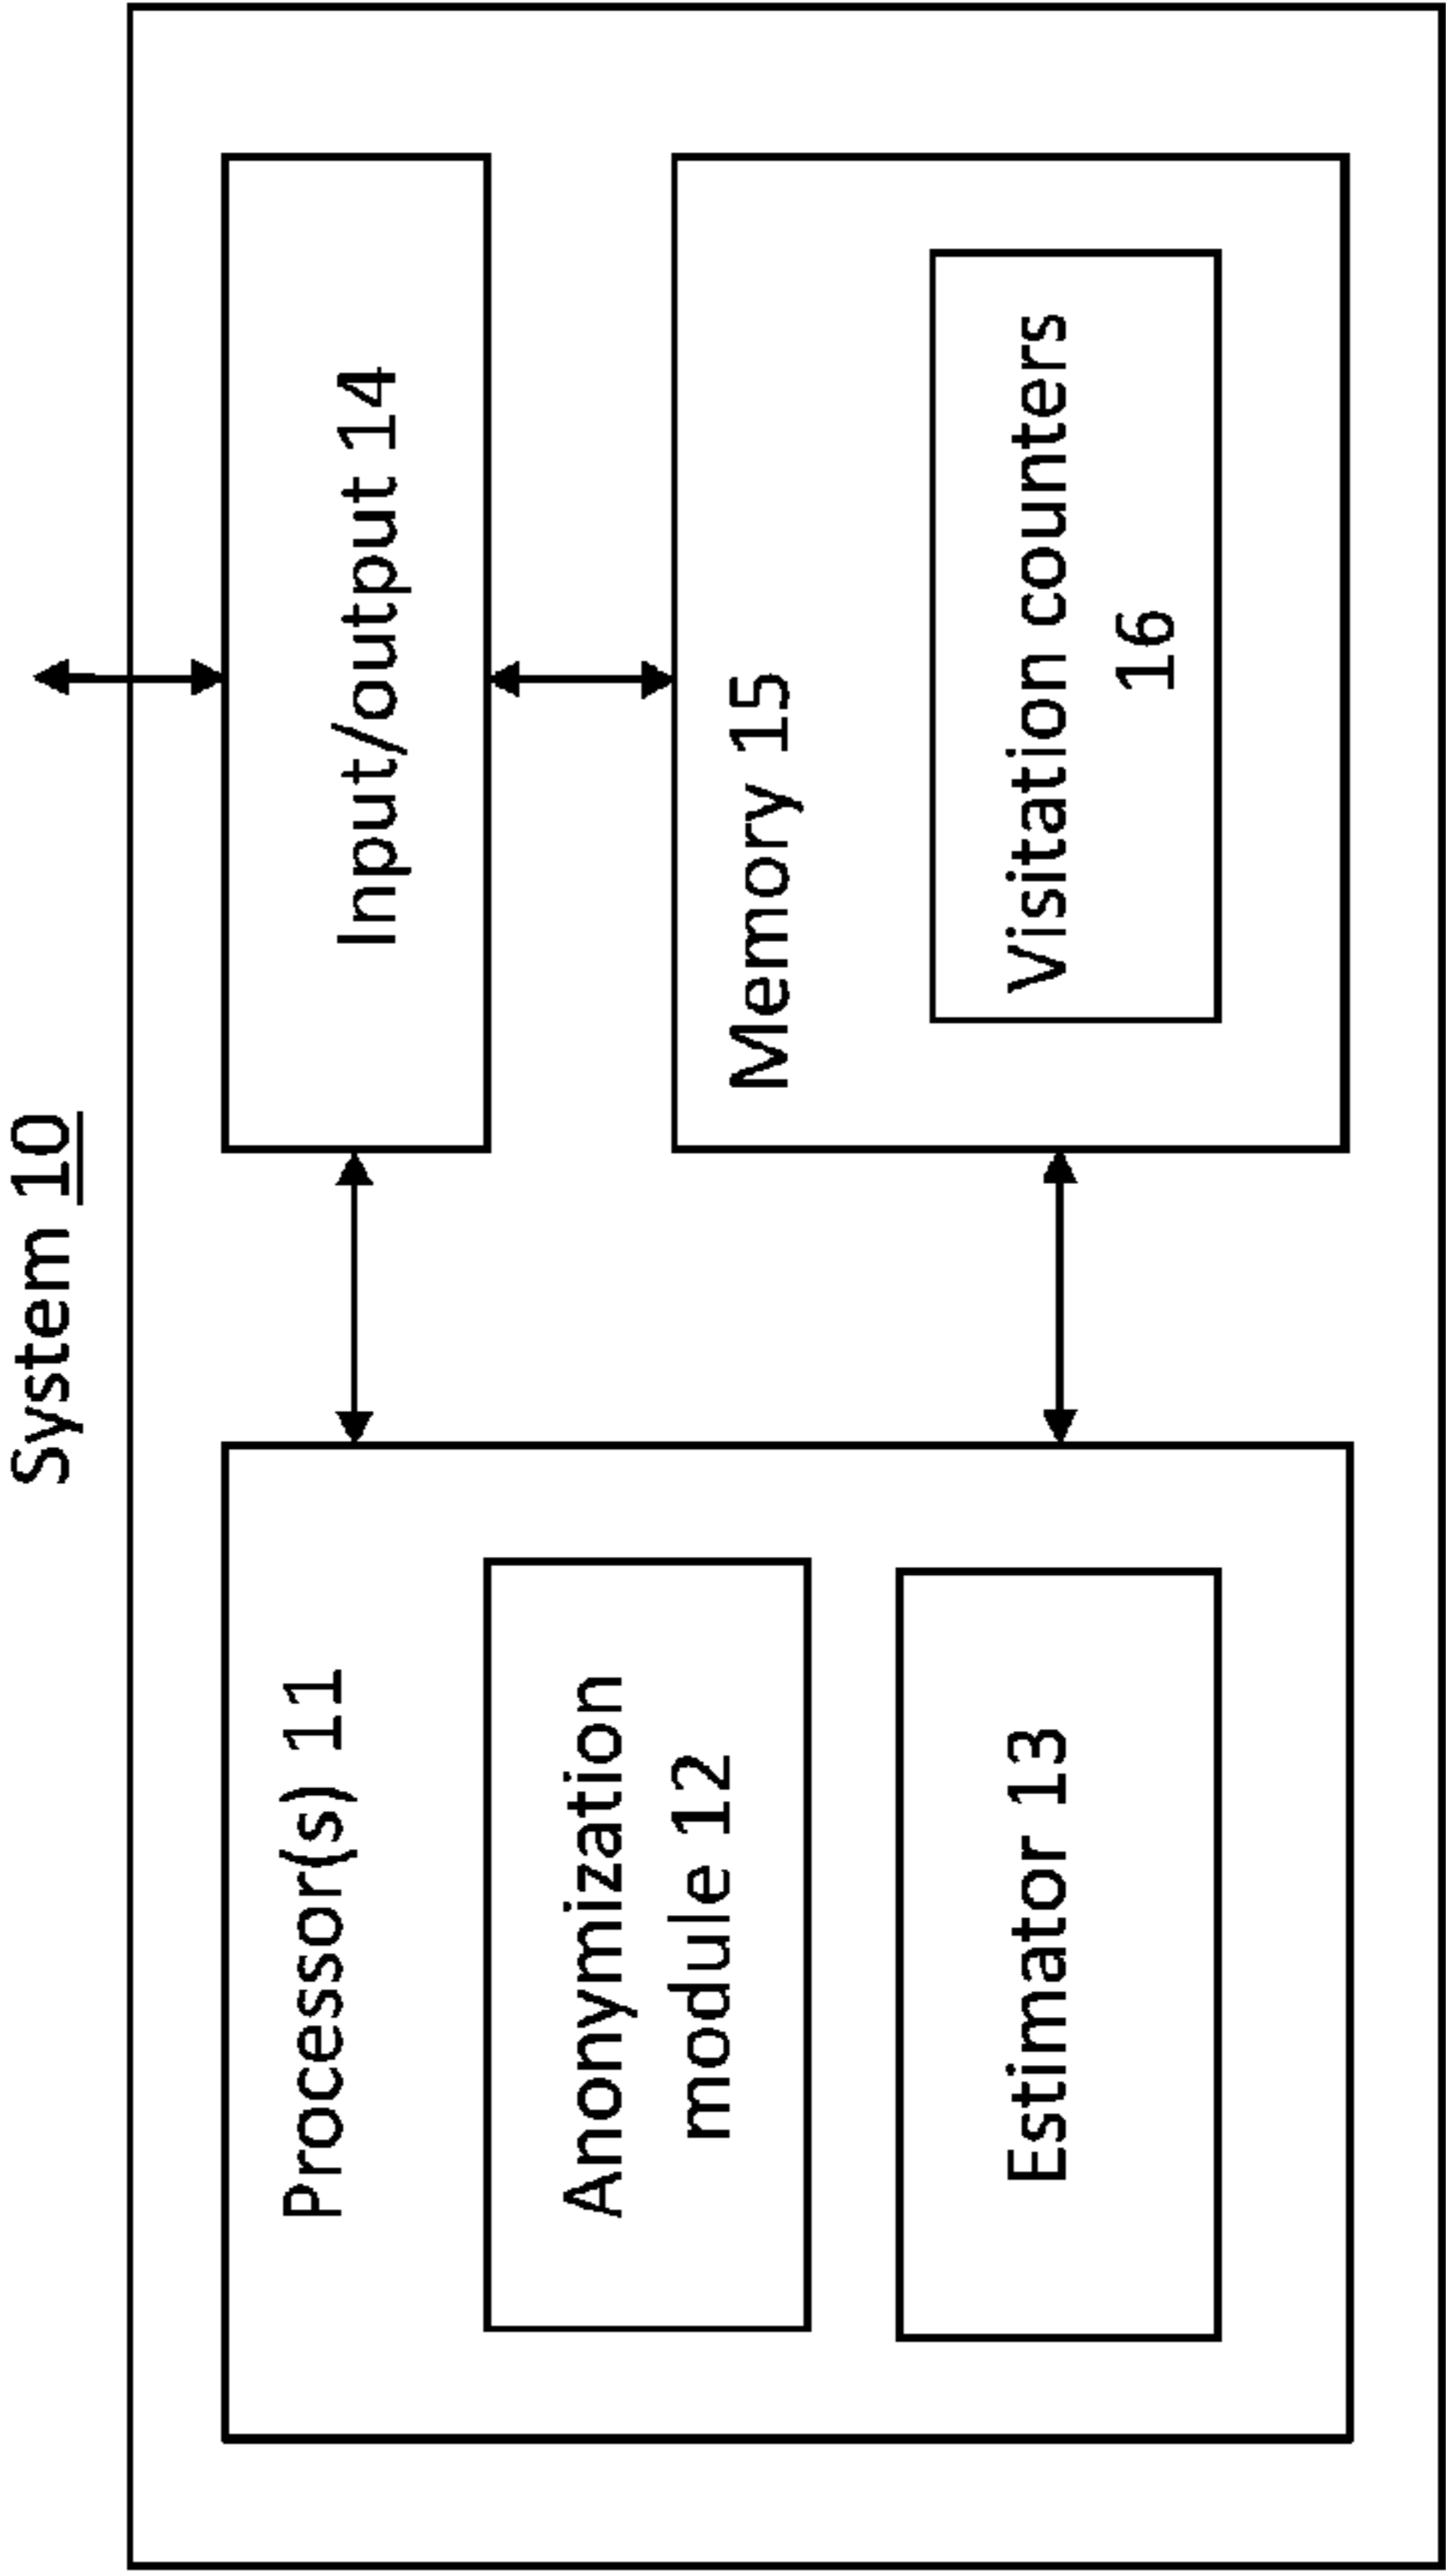 System 10
Processor(s) 11
Anonymization
module 12
Estimator 13
Input/output 14
Memory 15
Visitation counters
16